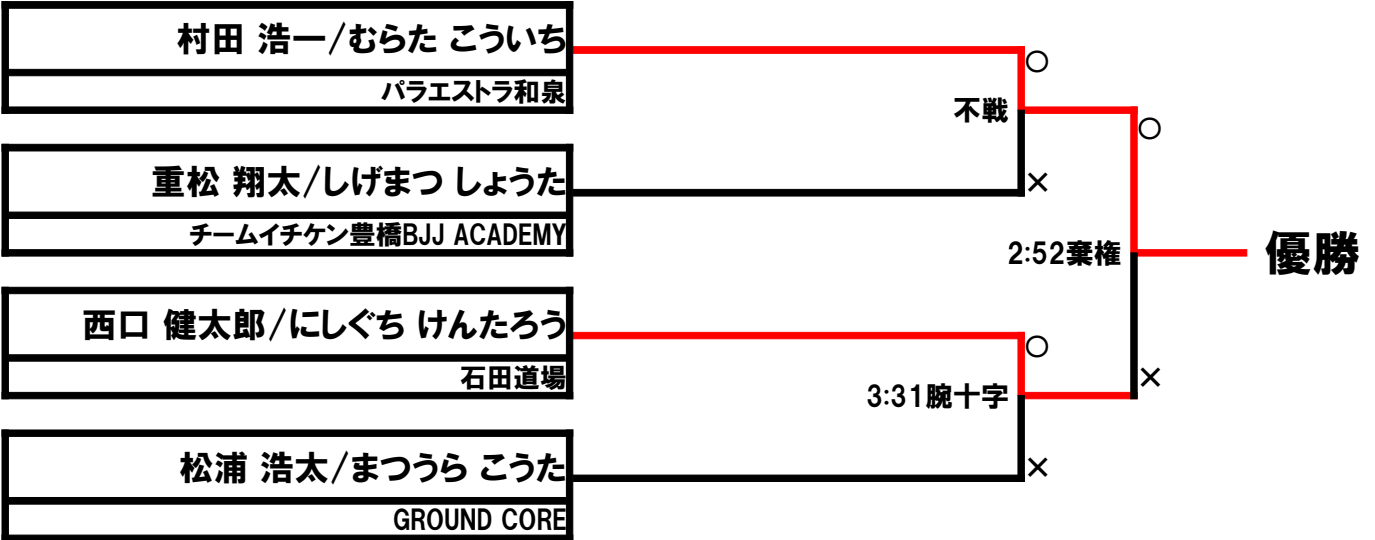 村田 浩一/むらた こういち
パラエストラ和泉
○
不戦
○
重松 翔太/しげまつ しょうた
×
チームイチケン豊橋BJJ ACADEMY
2:52棄権
優勝
西口 健太郎/にしぐち けんたろう
○
石田道場
×
3:31腕十字
松浦 浩太/まつうら こうた
×
GROUND CORE